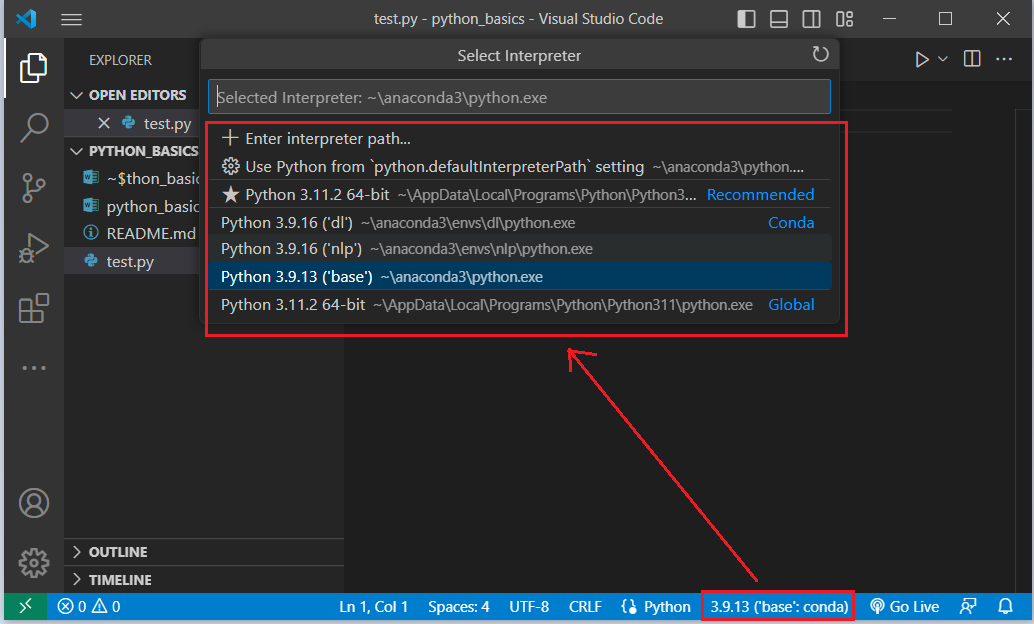 test.py - python_basics - Visual Studio Code
EXPLORER
OPEN EDITORS
test.py
PYTHON_BASICS
~$thon_basic
python_basic
README.md
test.py
OUTLINE
TIMELINE
Select Interpreter
Selected Interpreter: ~\anaconda3\python.exe
Enter interpreter path...
Use Python from `python.defaultInterpreterPath` setting ~\anaconda3\python....
Python 3.11.2 64-bit ~\AppData\Local\Programs\Python\Python3... Recommended
Python 3.9.16 ('dl') ~\anaconda3\envs\dl\python.exe Conda
Python 3.9.16 ('nlp') ~\anaconda3\envs\nlp\python.exe
Python 3.9.13 ('base') ~\anaconda3\python.exe
Python 3.11.2 64-bit ~\AppData\Local\Programs\Python\Python311\python.exe Global
0 0 Ln 1, Col 1 Spaces: 4 UTF-8 CRLF Python 3.9.13 ('base': conda) Go Live